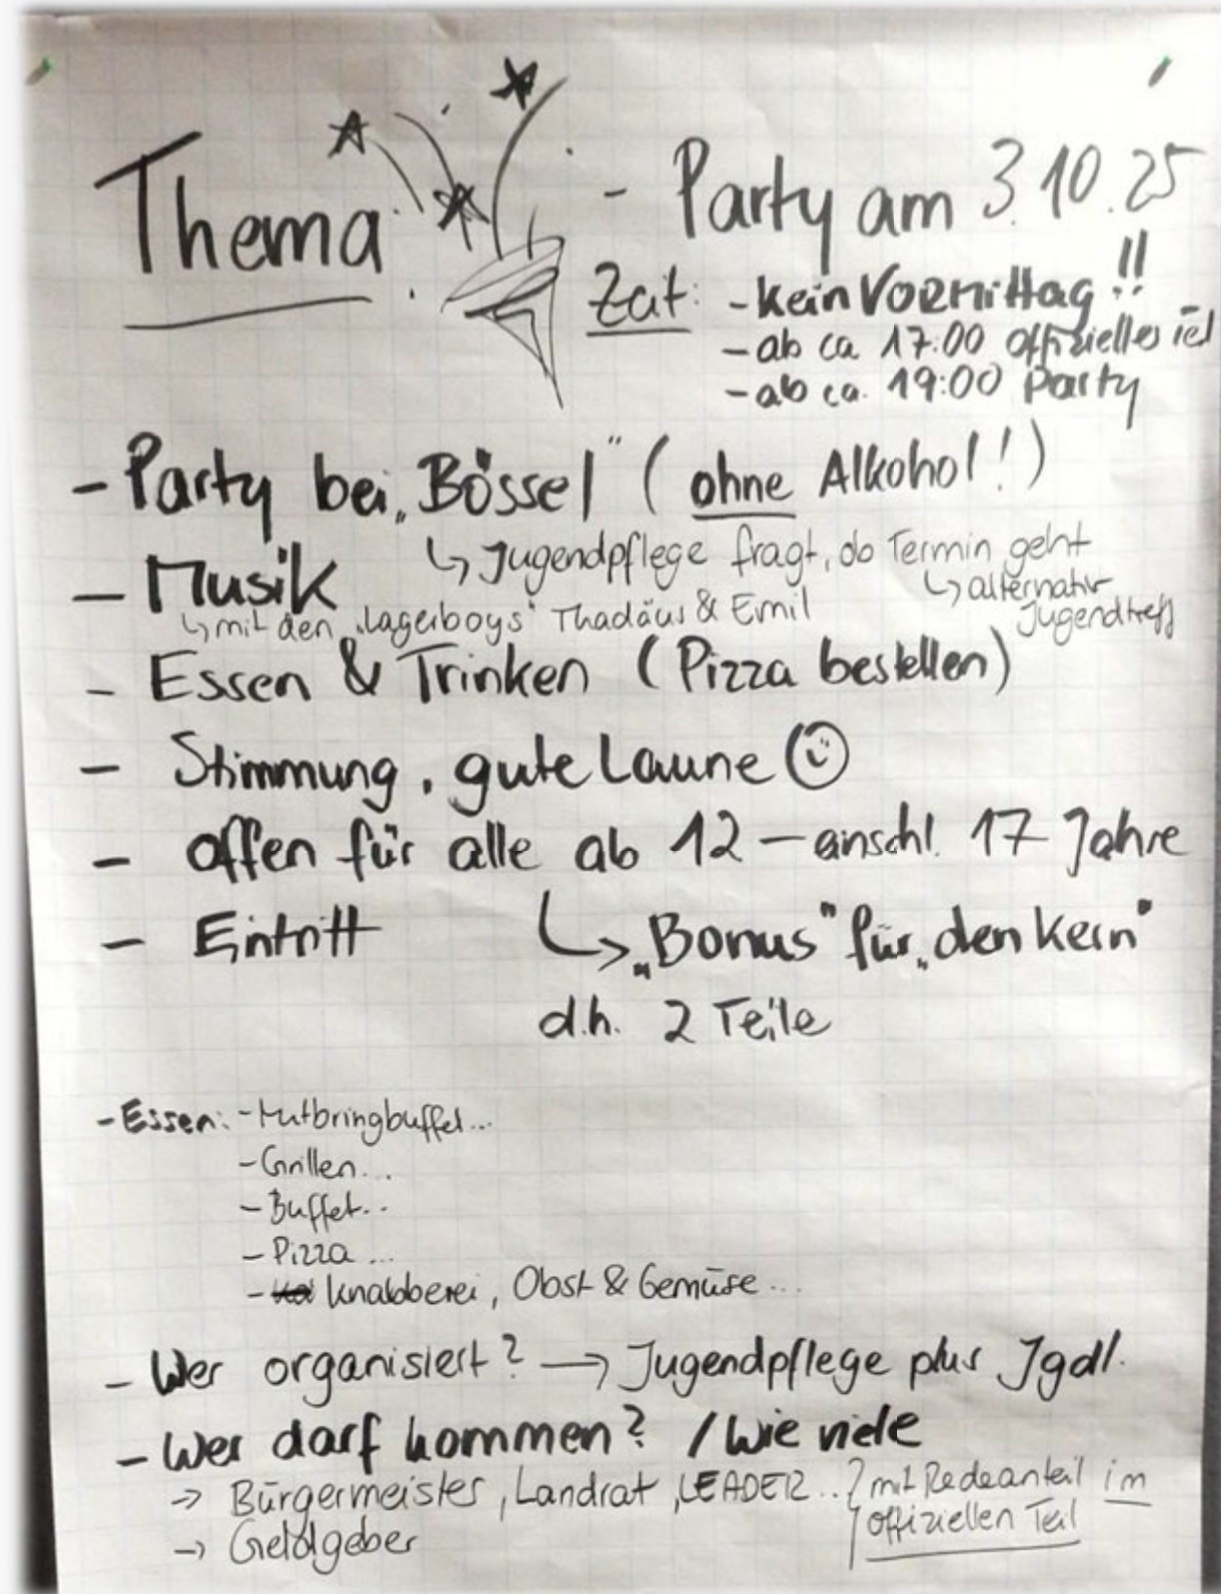 Thema: - Party am 3.10.25
Zeit: - kein Vormittag!!
- ab ca 17:00 offizieller Teil
- ab ca. 19:00 Party
- Party bei „Bössel" (ohne Alkohol!)
↳ Jugendpflege fragt, ob Termin geht
↳ alternativ Jugendtreff
- Musik
↳ mit den „Lagerboys" Thadäus & Emil
- Essen & Trinken (Pizza bestellen)
- Stimmung, gute Laune ☺
- offen für alle ab 12 - einschl. 17 Jahre
↳ „Bonus" für „den Kern"
d.h. 2 Teile
- Eintritt
- Essen: - Mitbringbuffet...
- Grillen...
- Buffet...
- Pizza...
- Knabberei, Obst & Gemüse...
- Wer organisiert? → Jugendpflege plus Jgdl.
- Wer darf kommen? / Wie viele
→ Bürgermeister, Landrat, LEADER...
→ Geldgeber
mit Redeanteil im
offiziellen Teil